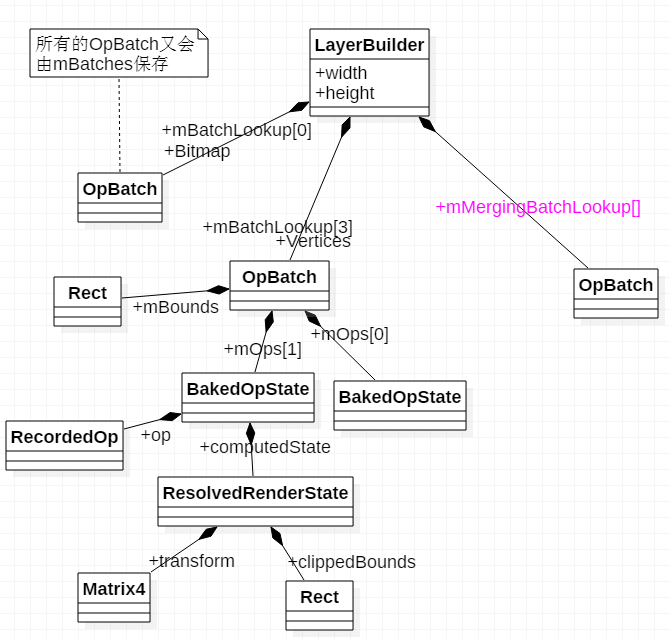 所有的OpBatch又会
由mBatches保存
LayerBuilder
+width
+height
+mBatchLookup[0]
+Bitmap
OpBatch
+mMergingBatchLookup[]
+mBatchLookup[3]
+Vertices
OpBatch
OpBatch
Rect
+mBounds
+mOps[0]
+mOps[1]
BakedOpState
BakedOpState
RecordedOp
+op
+computedState
ResolvedRenderState
+transform
+clippedBounds
Matrix4
Rect